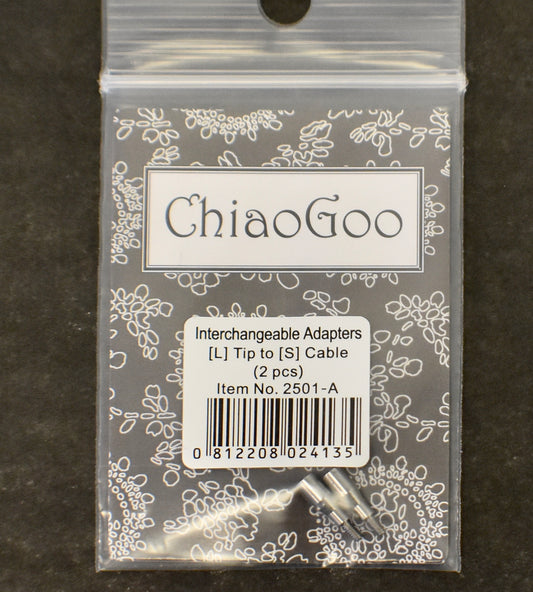 ChiaoGoo
Interchangeable Adapters
[L] Tip to [S] Cable
(2 pcs)
Item No. 2501-A
0 812208 024135